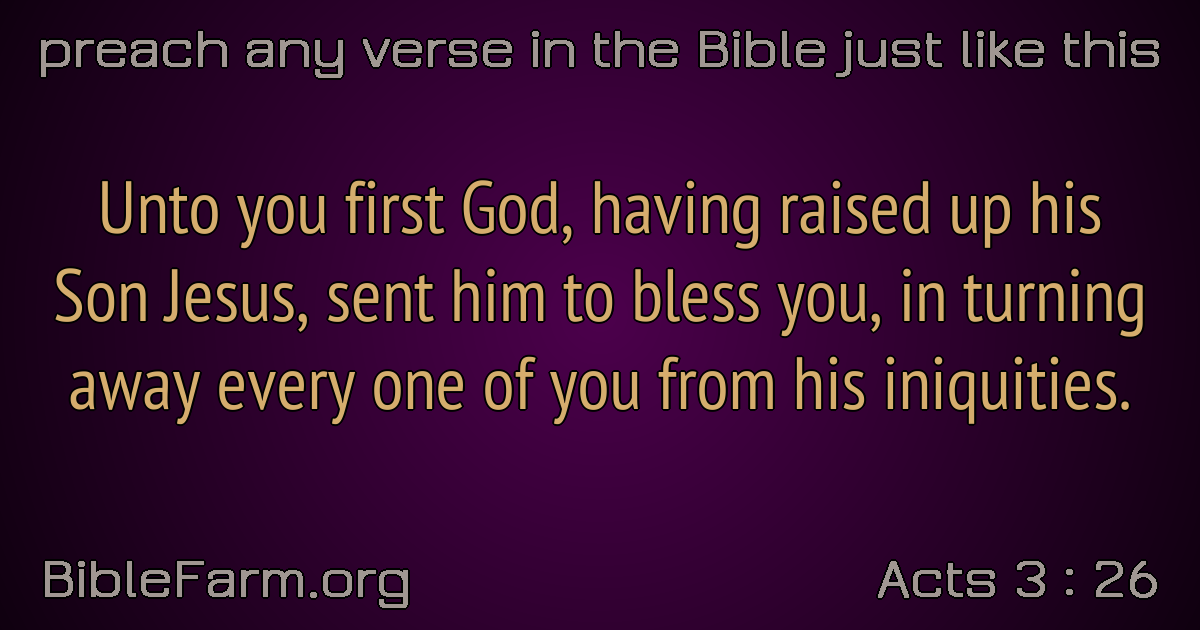 preach any verse in the Bible just like this
Unto you first God, having raised up his
Son Jesus, sent him to bless you, in turning
away every one of you from his iniquities.
BibleFarm.org
Acts 3 : 26